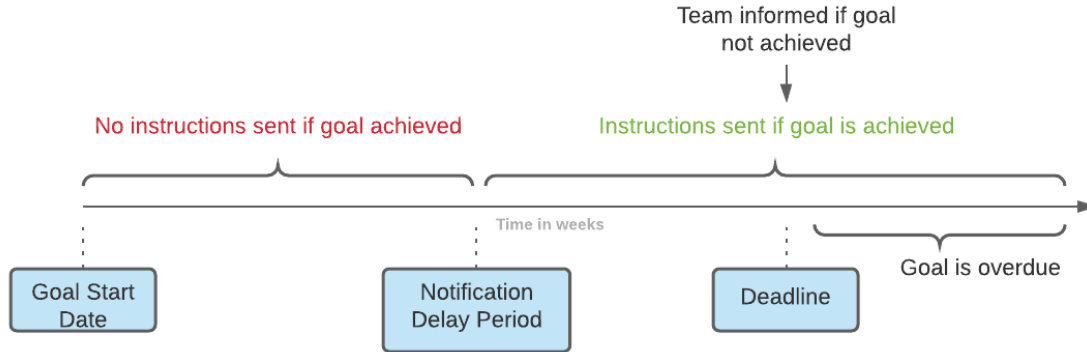 Team informed if goal
not achieved
No instructions sent if goal achieved
Instructions sent if goal is achieved
Time in weeks
Goal is overdue
Goal Start
Date
Notification
Delay Period
Deadline